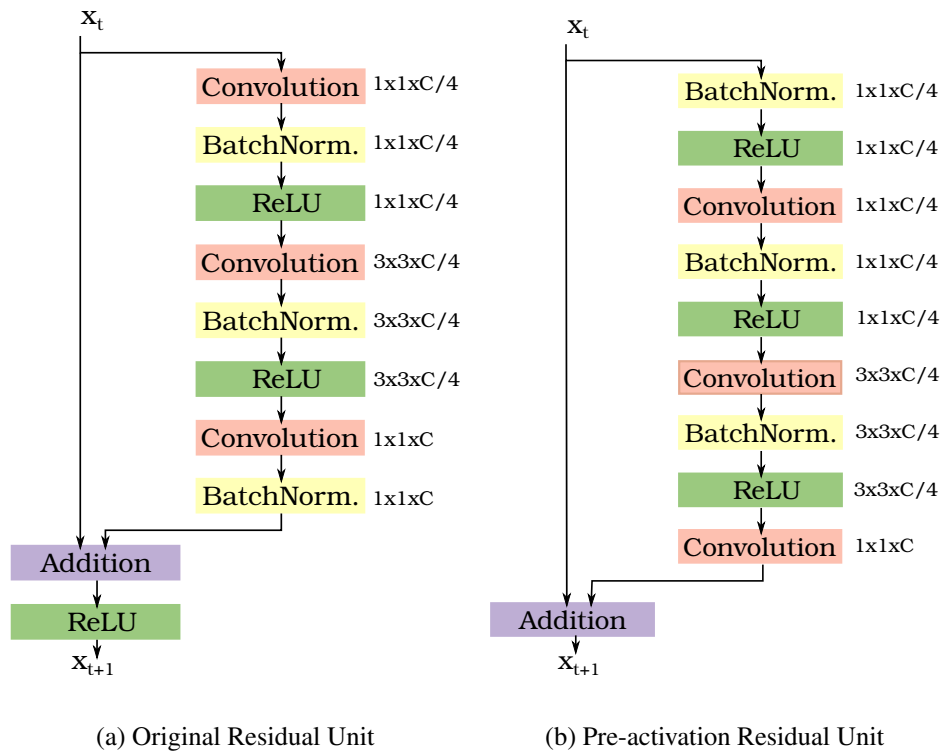 x_t
Convolution 1x1xC/4
BatchNorm. 1x1xC/4
ReLU 1x1xC/4
Convolution 3x3xC/4
BatchNorm. 3x3xC/4
ReLU 3x3xC/4
Convolution 1x1xC
BatchNorm. 1x1xC
Addition
ReLU
x_{t+1}
(a) Original Residual Unit
x_t
BatchNorm. 1x1xC/4
ReLU 1x1xC/4
Convolution 1x1xC/4
BatchNorm. 1x1xC/4
ReLU 1x1xC/4
Convolution 3x3xC/4
BatchNorm. 3x3xC/4
ReLU 3x3xC/4
Convolution 1x1xC
Addition
x_{t+1}
(b) Pre-activation Residual Unit